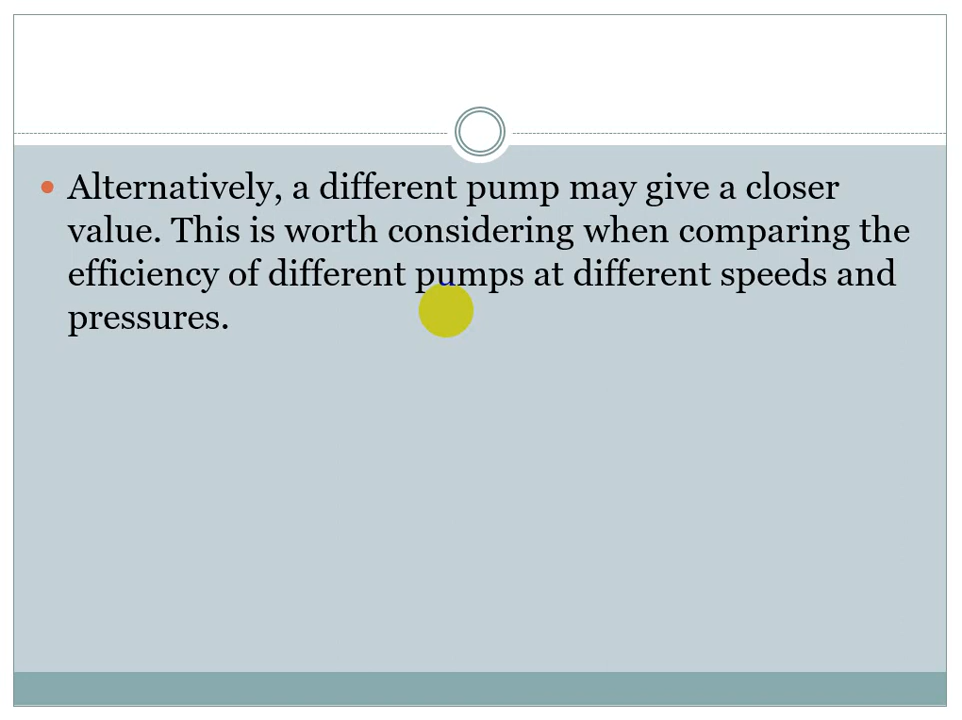 Alternatively, a different pump may give a closer
value. This is worth considering when comparing the
efficiency of different pumps at different speeds and
pressures.